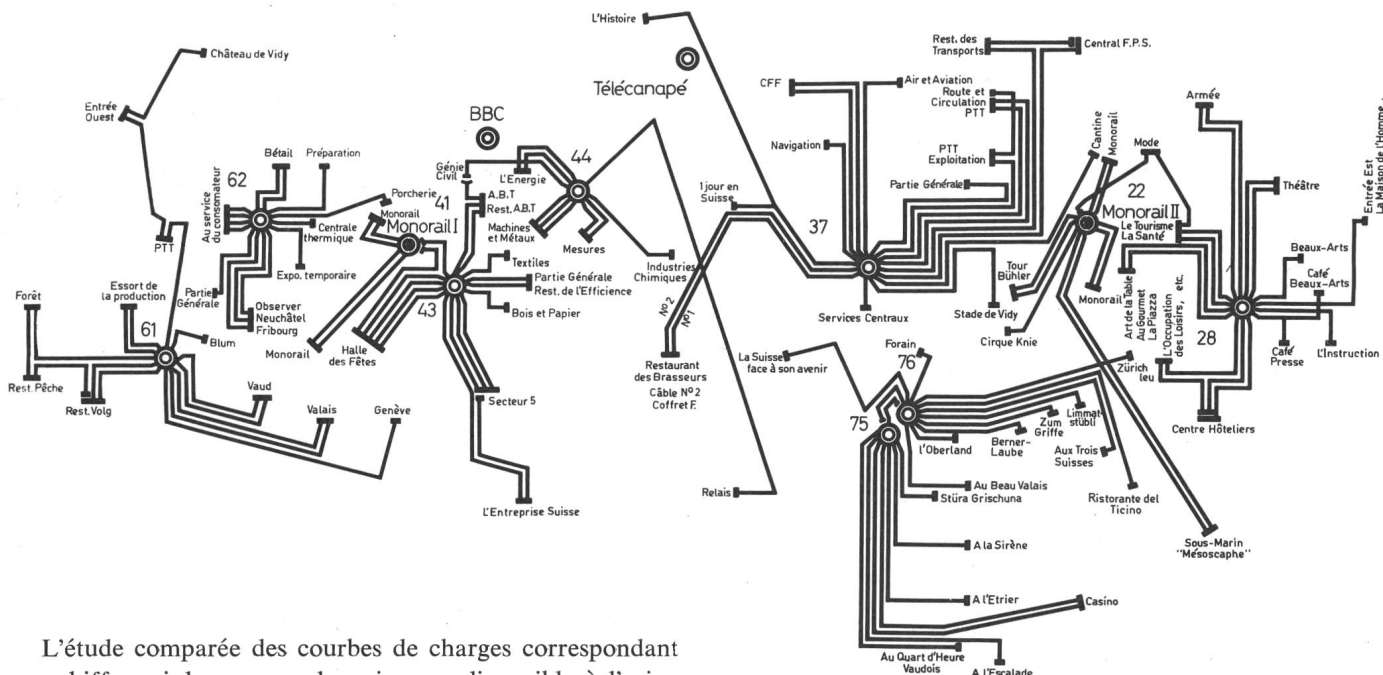 L'Histoire
Télécanapé
BBC
Château de Vidy
Entrée
Ouest
PTT
Bétail
Préparation
62
Au service
du consomateur
Porcherie
Centrale
thermique
Expo. temporaire
Partie
Générale
Observer
Neuchâtel
Fribourg
Forêt
Essort de
la production
61
Blum
Rest. Pêche
Rest. Volg
Vaud
Valais
Genève
41
Monorail
Monorail I
Monorail
Halle
des Fêtes
43
Génie
Civil
A.B.T
Rest. A.B.T
L'Energie
44
Machines
et Métaux
Mesures
Industries
Chimiques
Textiles
Partie Générale
Rest. de l'Efficience
Bois et Papier
Secteur 5
L'Entreprise Suisse
Relais
1 jour en
Suisse
No 2
No 1
Restaurant
des Brasseurs
Câble No 2
Coffret F.
CFF
Navigation
Air et Aviation
Route et
Circulation
PTT
PTT
Exploitation
Partie Générale
37
Services Centraux
Rest. des
Transports
Central F.P.S.
Stade de Vidy
Cantine
Monorail
Mode
22
Monorail II
Le Tourisme
La Santé
Tour
Bühler
Monorail
Cirque Knie
Art de la Table
Au Gourmet
La Piazza
L'Occupation
des Loisirs, etc.
Armée
Théâtre
Entrée Est
La Maison de l'Homme
Beaux-Arts
Café
Beaux-Arts
28
Café
Presse
L'Instruction
Centre Hôteliers
Sous-Marin
"Mésoscaphe"
La Suisse
face à son avenir
Forain
76
75
Zürich
leu
Limmat-
stübli
Zum
Griffe
Berner-
Laube
l'Oberland
Aux Trois
Suisses
Ristorante del
Ticino
Au Beau Valais
Stüra Grischuna
A la Sirène
A l'Etrier
Casino
Au Quart d'Heure
Vaudois
A l'Escalade
L'étude comparée des courbes de charges correspondant